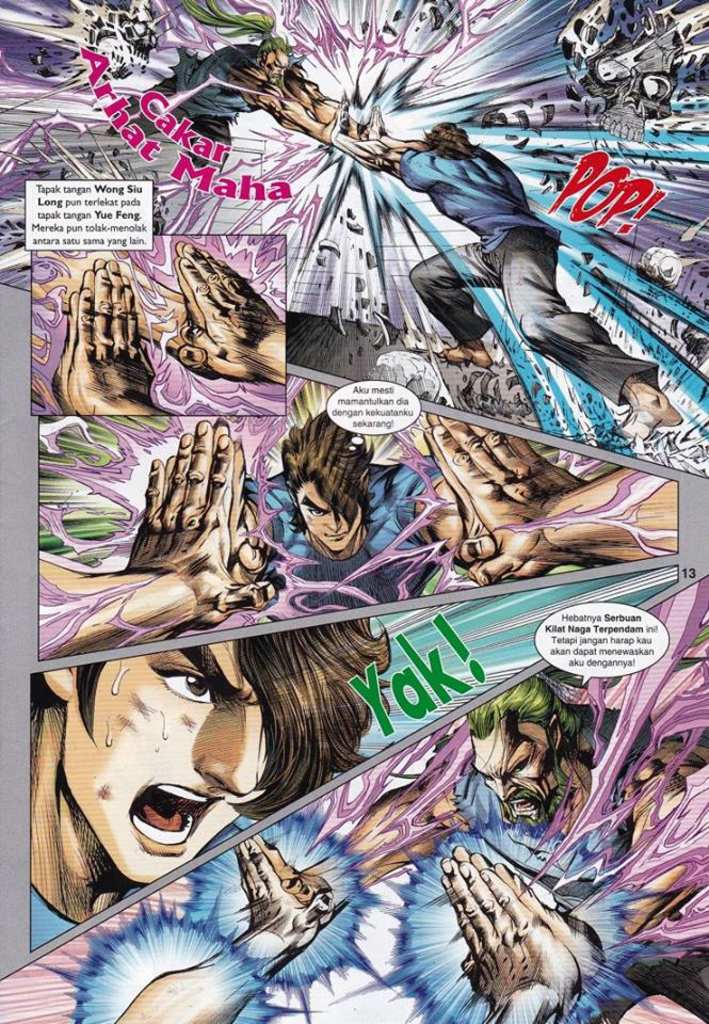 Cakar
Arhat Maha
Tapak tangan Wong Siu
Long pun terlekat pada
tapak tangan Yue Feng.
Mereka pun tolak-menolak
antara satu sama yang lain.
POP!
Aku mesti
mamantulkan dia
dengan kekuatanku
sekarang!
13
Hebatnya Serbuan
Kilat Naga Terpendam ini!
Tetapi jangan harap kau
akan dapat menewaskan
aku dengannya!
Yak!